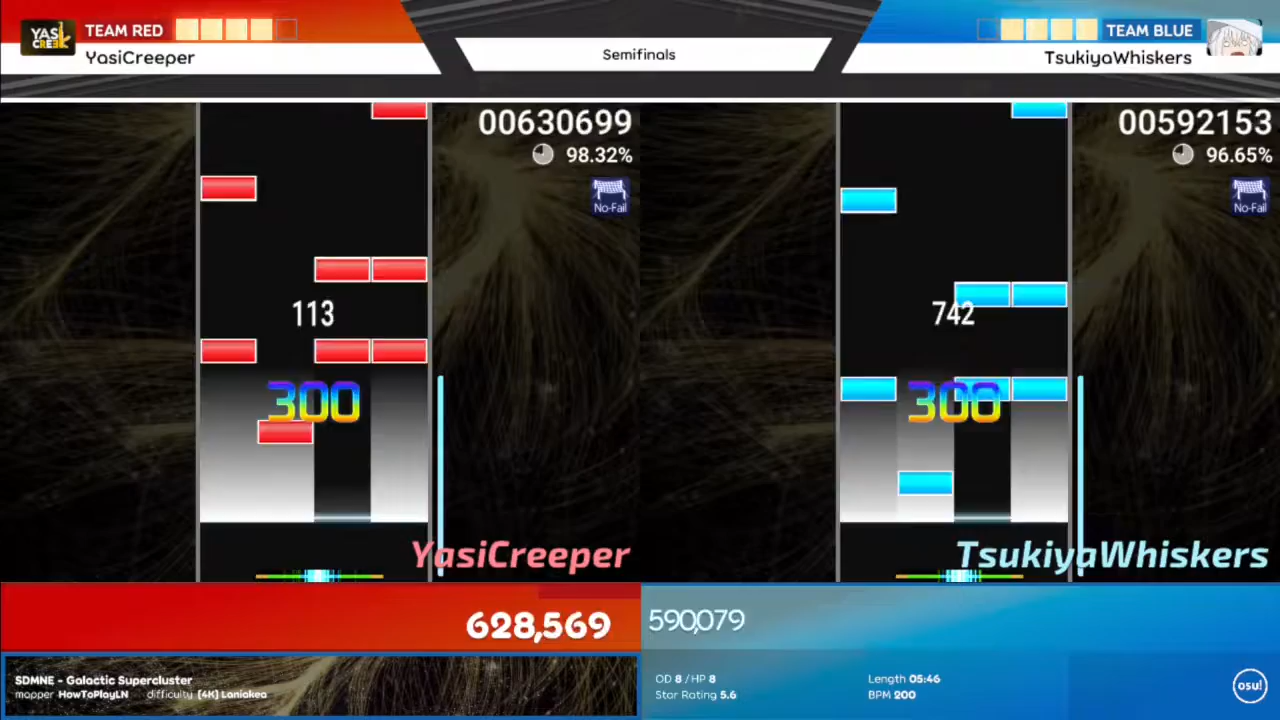 YASI
CREEK
TEAM RED
YasiCreeper
Semifinals
TEAM BLUE
TsukiyaWhiskers
00630699
98.32%
No-Fail
113
300
YasiCreeper
00592153
96.65%
No-Fail
742
300
TsukiyaWhiskers
628,569
590,079
SDMNE - Galactic Supercluster
mapper HowToPlayLN difficulty [4K] Laniakea
OD 8 / HP 8
Star Rating 5.6
Length 05:46
BPM 200
osu!